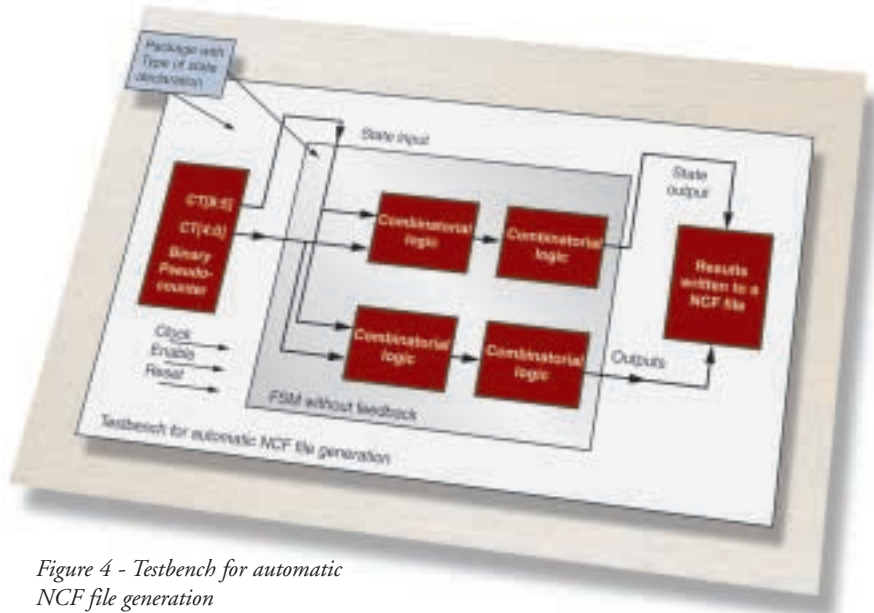 Package with
Type of state
declaration
State input
CT[8:5]
CT[4:0]
Binary
Pseudo-
counter
Combinatorial
logic
Combinatorial
logic
State
output
Results
written to a
NCF file
Clock
Enable
Reset
Combinatorial
logic
Combinatorial
logic
Outputs
FSM without feedback
Testbench for automatic NCF file generation
Figure 4 - Testbench for automatic
NCF file generation